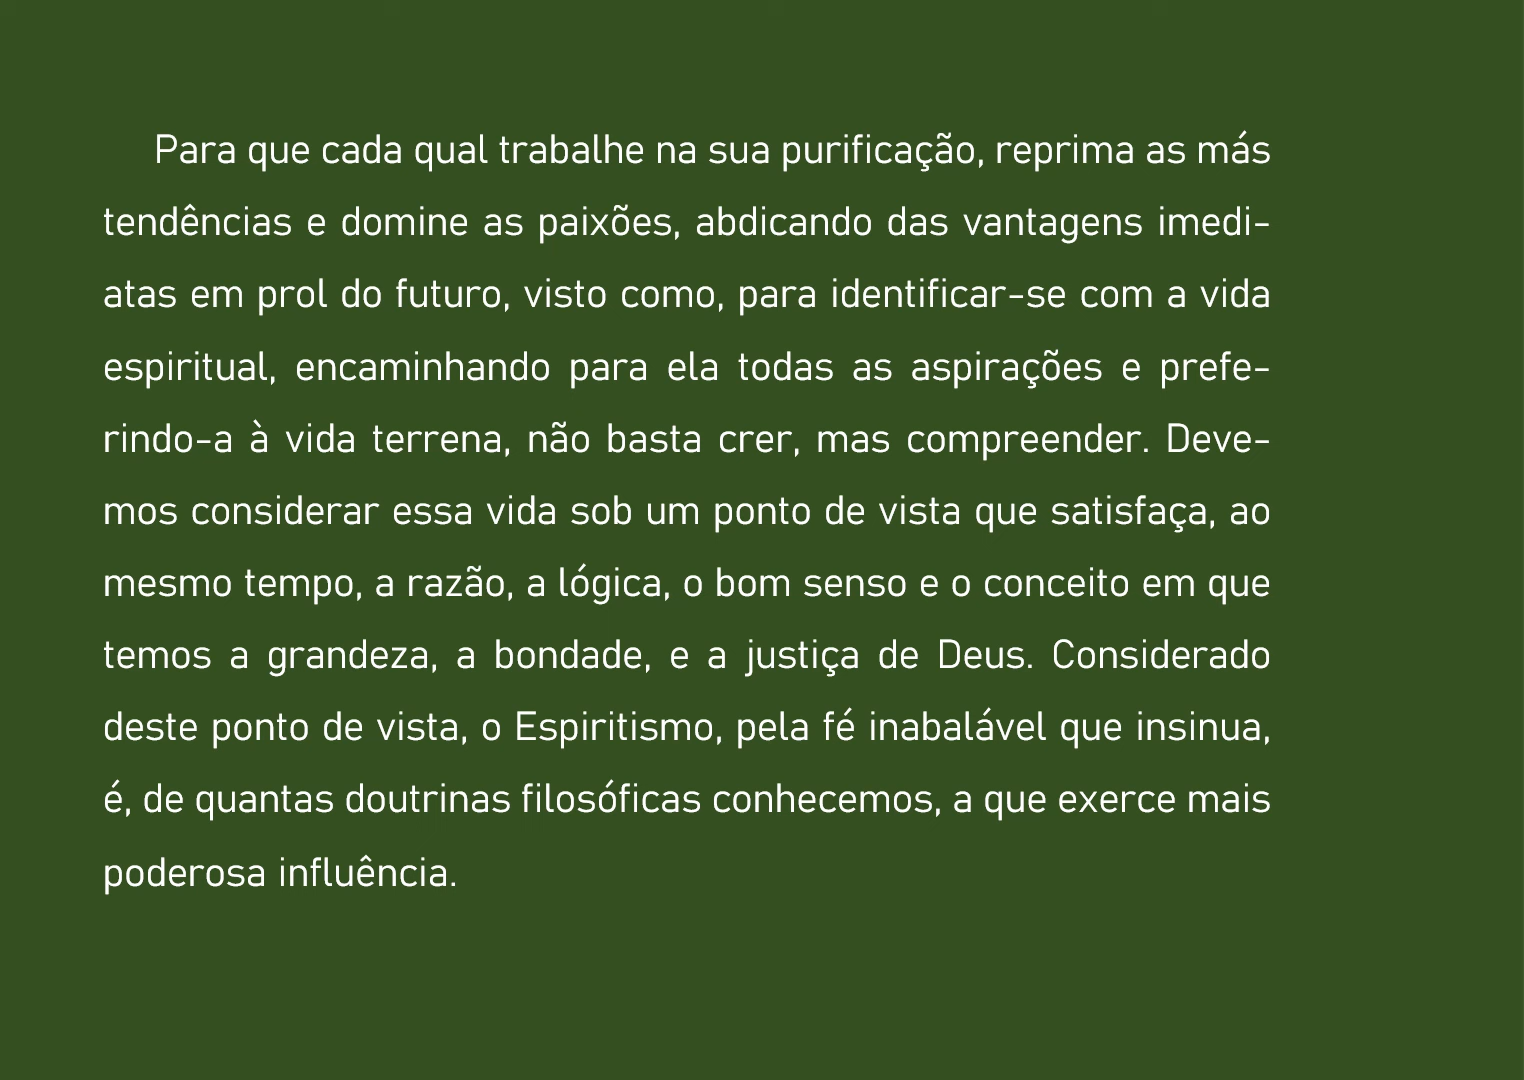 Para que cada qual trabalhe na sua purificação, reprima as más
tendências e domine as paixões, abdicando das vantagens imedi-
atas em prol do futuro, visto como, para identificar-se com a vida
espiritual, encaminhando para ela todas as aspirações e prefe-
rindo-a à vida terrena, não basta crer, mas compreender. Deve-
mos considerar essa vida sob um ponto de vista que satisfaça, ao
mesmo tempo, a razão, a lógica, o bom senso e o conceito em que
temos a grandeza, a bondade, e a justiça de Deus. Considerado
deste ponto de vista, o Espiritismo, pela fé inabalável que insinua,
é, de quantas doutrinas filosóficas conhecemos, a que exerce mais
poderosa influência.